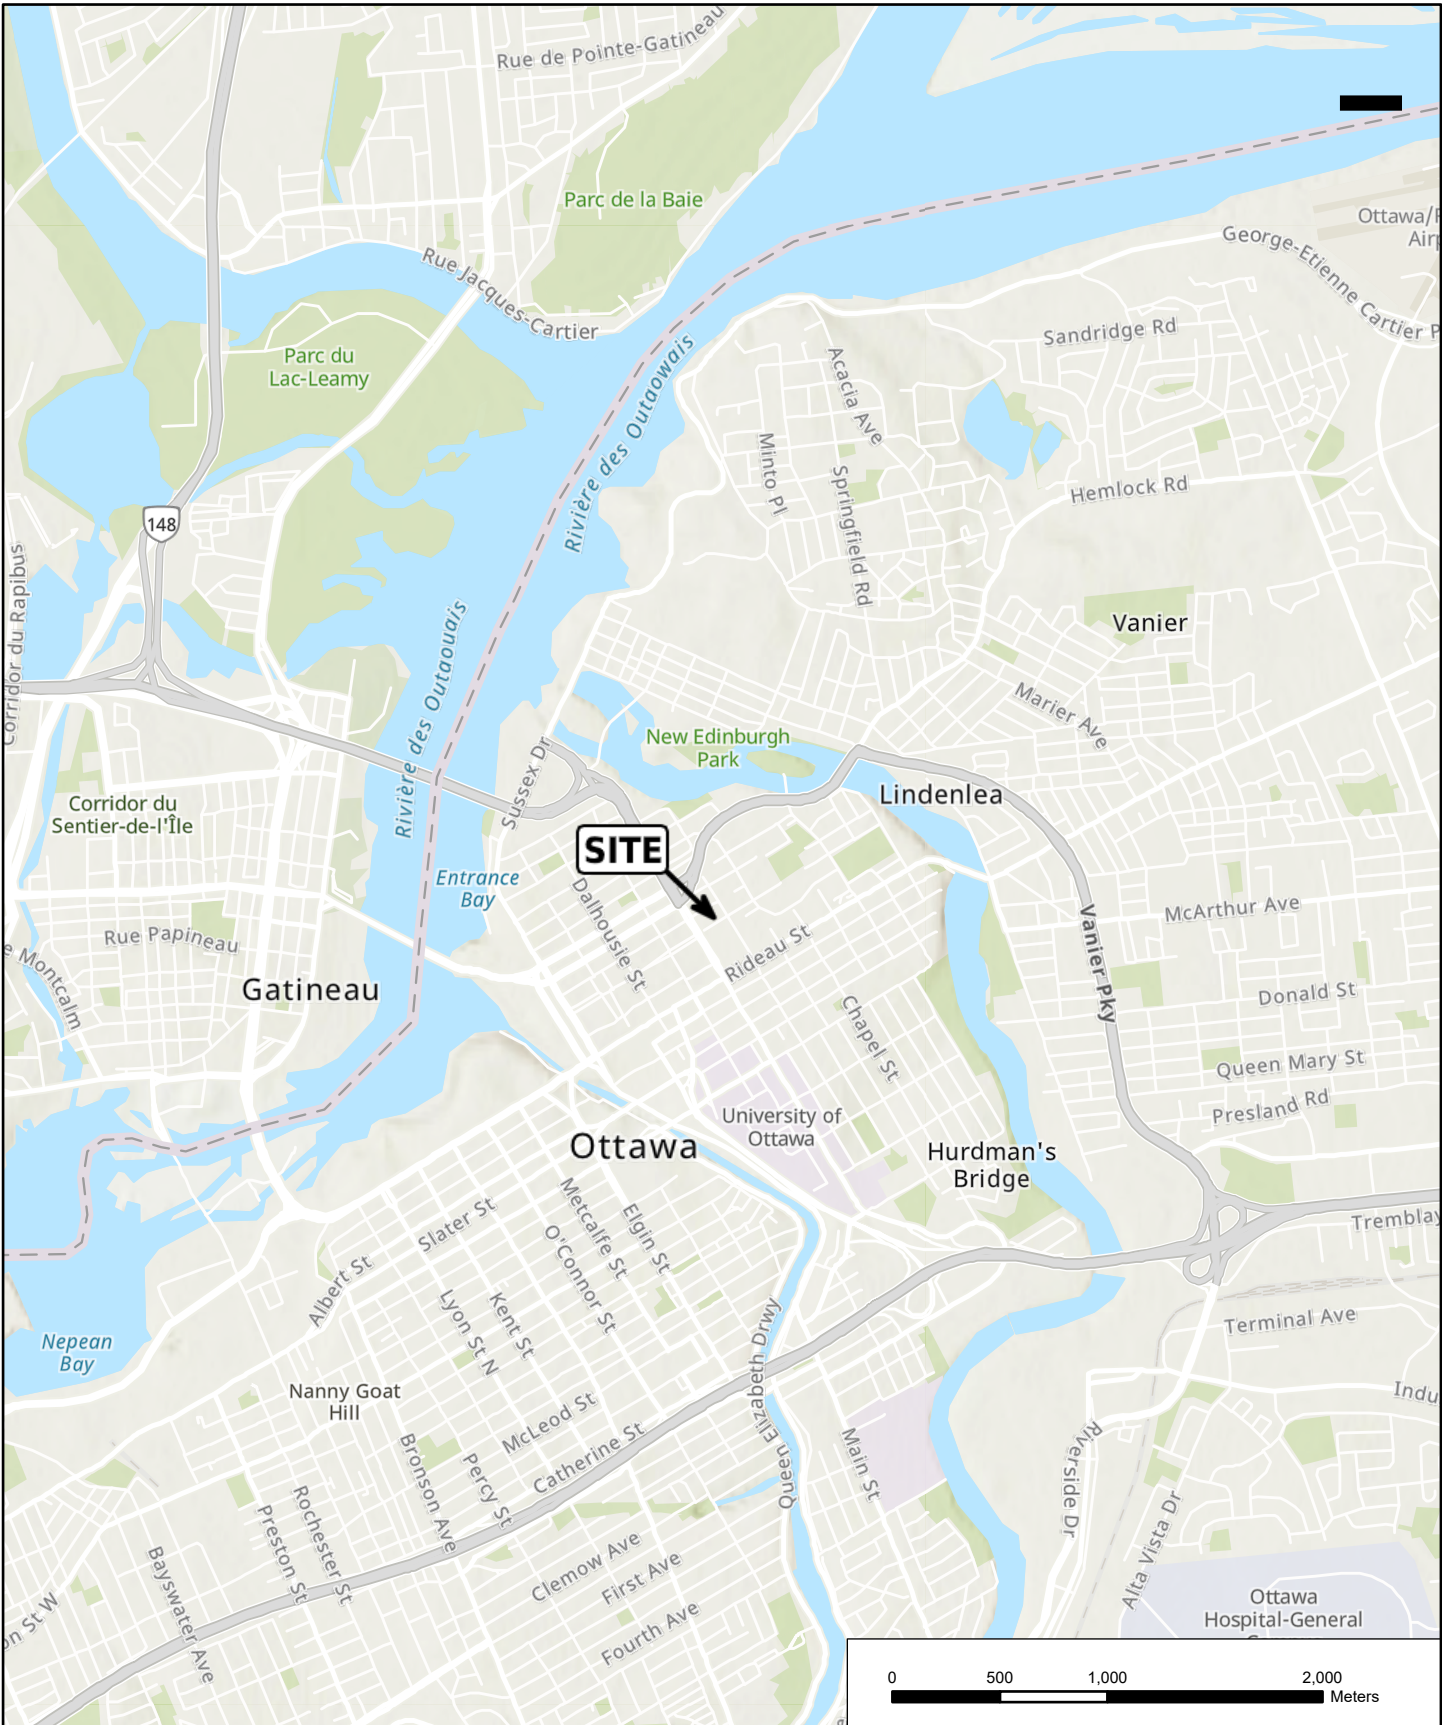 Rue de Pointe-Gatineau
Parc de la Baie
Ottawa/
George-Etienne Cartier P
Rue Jacques-Cartier
Sandridge Rd
Parc du
Lac-Leamy
Rivière des Outaouais
Acacia Ave
Minto Pl
Springfield Rd
Hemlock Rd
148
Corridor du Rapibus
Vanier
Rivière des Outaouais
Marier Ave
New Edinburgh
Park
Sussex Dr
Lindenlea
Corridor du
Sentier-de-l'Île
SITE
Entrance
Bay
Dalhousie St
McArthur Ave
Vanier Pky
Rue Papineau
Rideau St
e Montcalm
Gatineau
Donald St
Chapel St
Queen Mary St
Presland Rd
University of
Ottawa
Ottawa
Hurdman's
Bridge
Slater St
Metcalfe St
Elgin St
O'Connor St
Tremblay
Albert St
Lyon St N
Kent St
Terminal Ave
Nepean
Bay
Queen Elizabeth Drwy
Nanny Goat
Hill
Indu
McLeod St
Catherine St
Bronson Ave
Percy St
Main St
Riverside Dr
Rochester St
Preston St
Alta Vista Dr
Clemow Ave
First Ave
Bayswater Ave
Fourth Ave
on St W
Ottawa
Hospital-General
0 500 1,000 2,000
Meters